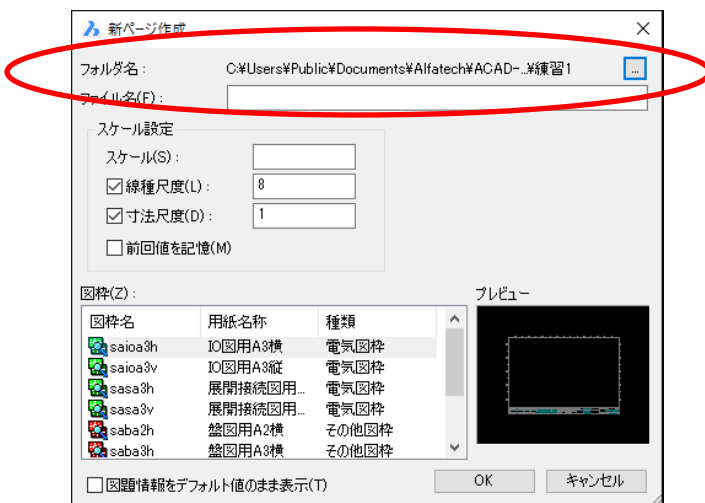 新ページ作成
フォルダ名： C:¥Users¥Public¥Documents¥Alfatech¥ACAD-...¥練習1 ...
ファイル名(F)：
スケール設定
スケール(S)：
線種尺度(L)： 8
寸法尺度(D)： 1
前回値を記憶(M)
図枠(Z)： プレビュー
図枠名 用紙名称 種類
saioa3h IO図用A3横 電気図枠
saioa3v IO図用A3縦 電気図枠
sasa3h 展開接続図用... 電気図枠
sasa3v 展開接続図用... 電気図枠
saba2h 盤図用A2横 その他図枠
saba3h 盤図用A3横 その他図枠
図題情報をデフォルト値のまま表示(T) OK キャンセル